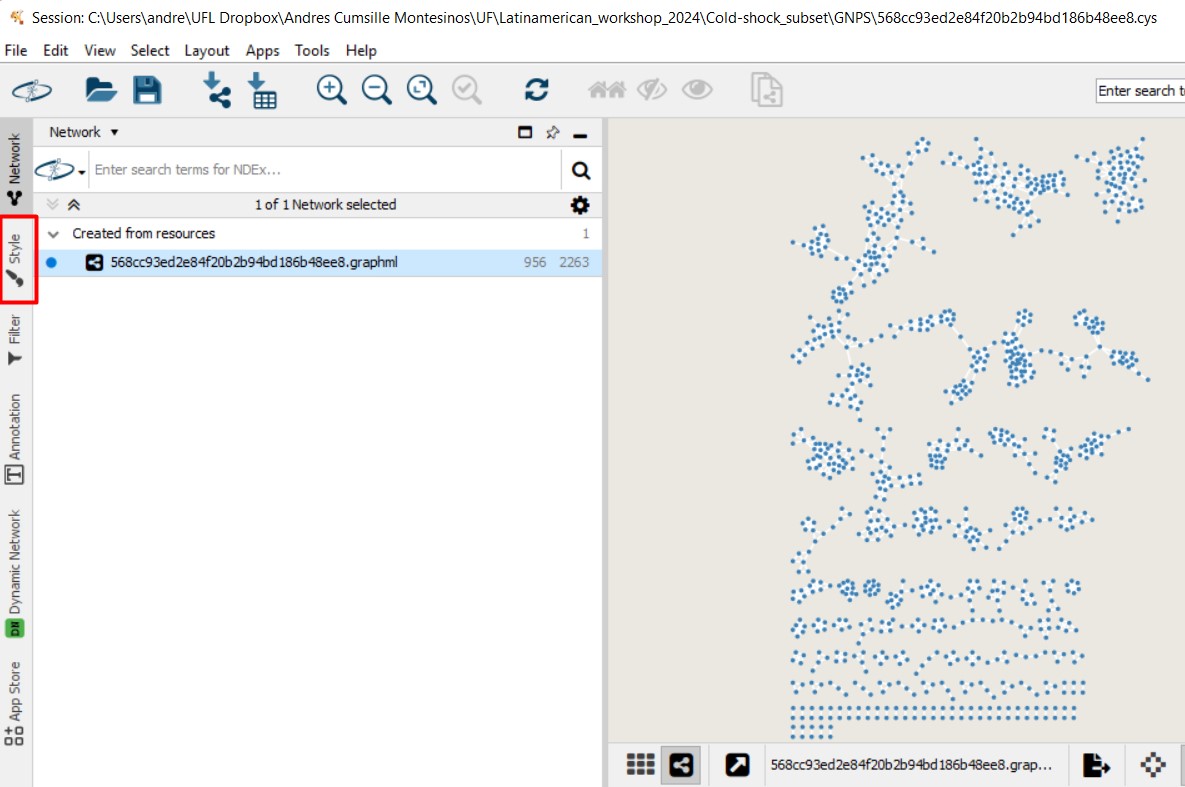 Session: C:\Users\andre\UFL Dropbox\Andres Cumsille Montesinos\UF\Latinamerican_workshop_2024\Cold-shock_subset\GNPS\568cc93ed2e84f20b2b94bd186b48ee8.cys
File Edit View Select Layout Apps Tools Help
Enter search t
Network
Enter search terms for NDEx...
1 of 1 Network selected
Created from resources 1
568cc93ed2e84f20b2b94bd186b48ee8.graphml 956 2263
Network
Style
Filter
Annotation
T
Dynamic Network
App Store
568cc93ed2e84f20b2b94bd186b48ee8.grap...